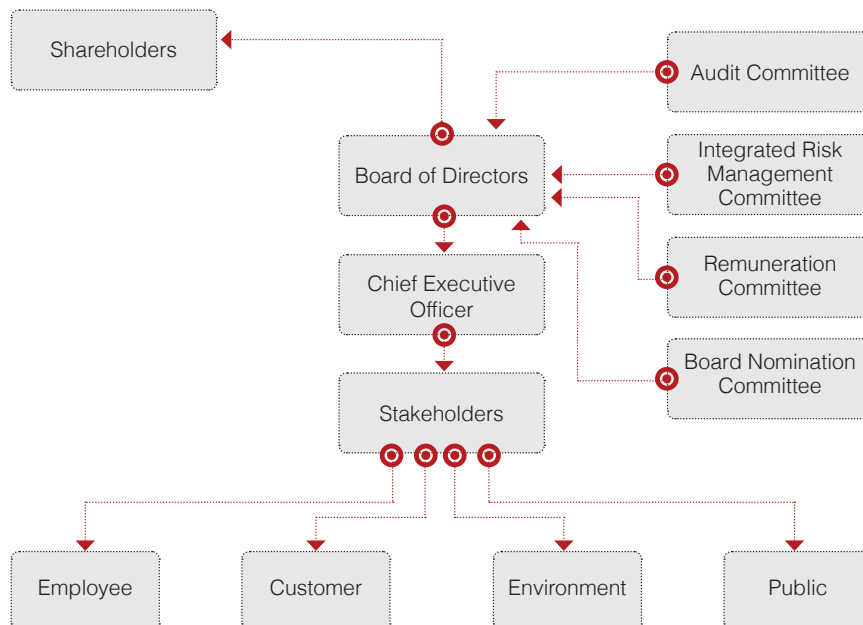 Shareholders
Audit Committee
Board of Directors
Integrated Risk
Management
Committee
Chief Executive
Officer
Remuneration
Committee
Board Nomination
Committee
Stakeholders
Employee
Customer
Environment
Public